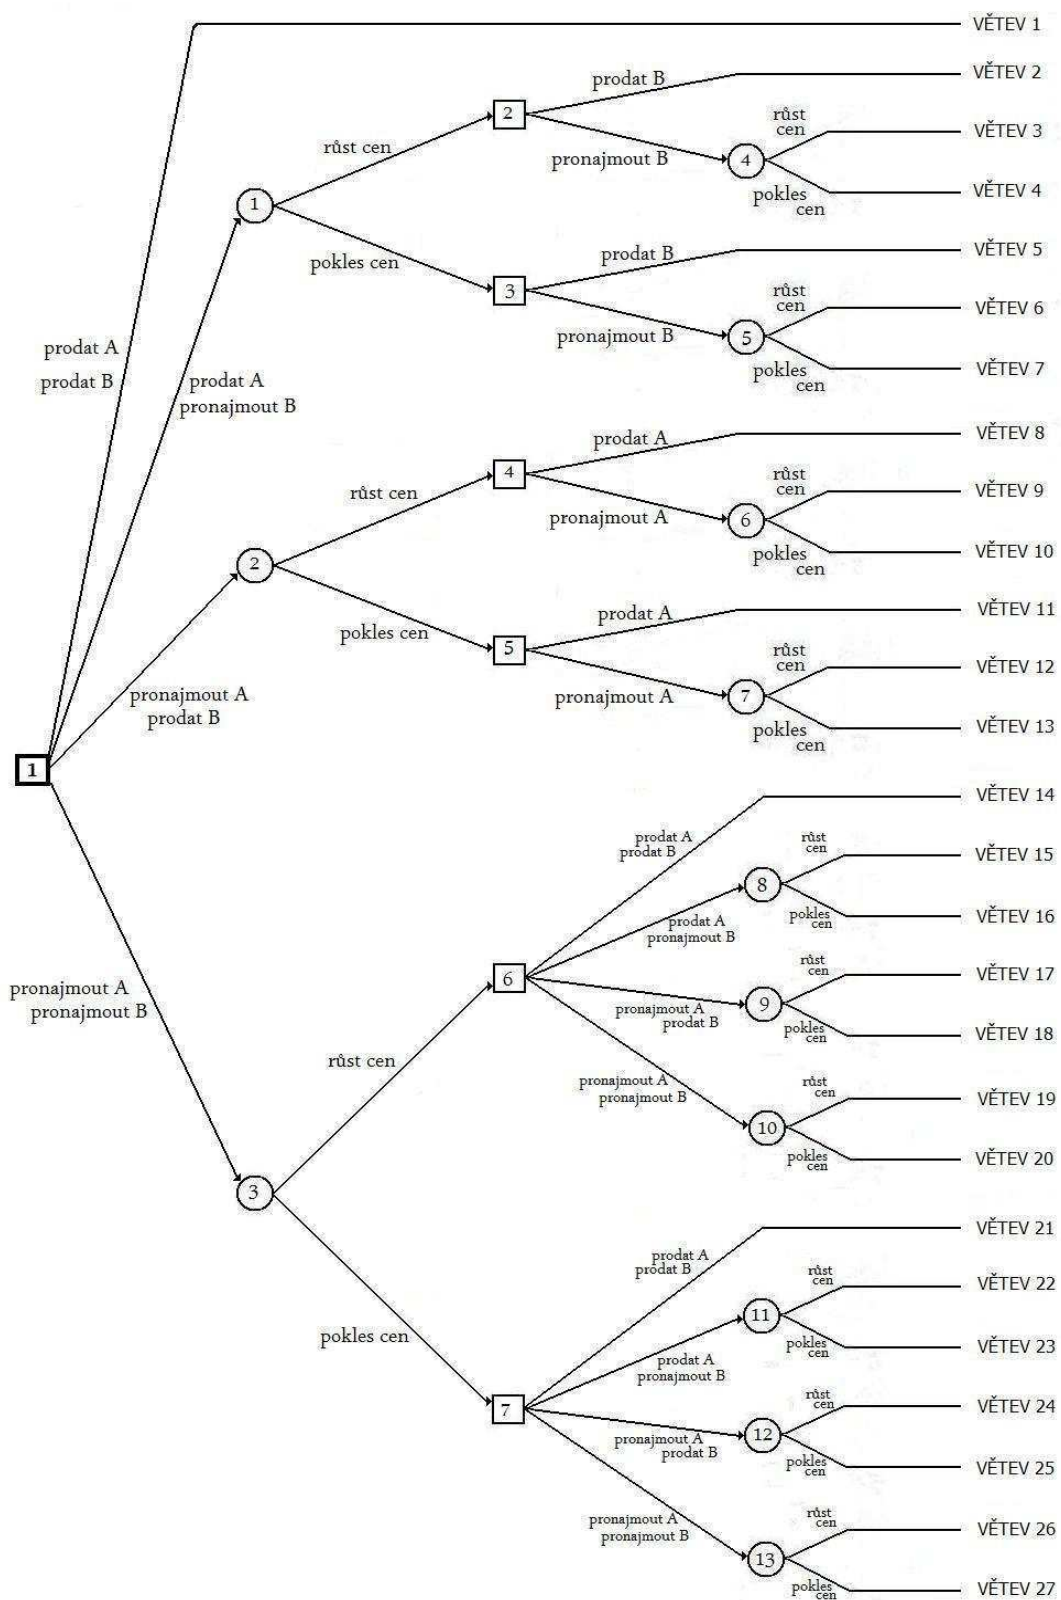 VĚTEV 1
VĚTEV 2
prodat B
2
růst
cen
VĚTEV 3
růst cen
pronajmout B
4
pokles
cen
VĚTEV 4
1
prodat B
VĚTEV 5
pokles cen
3
růst
cen
VĚTEV 6
pronajmout B
5
pokles
cen
VĚTEV 7
prodat A
prodat B
prodat A
pronajmout B
prodat A
VĚTEV 8
4
růst
cen
VĚTEV 9
růst cen
pronajmout A
6
pokles
cen
VĚTEV 10
2
prodat A
VĚTEV 11
pokles cen
5
růst
cen
VĚTEV 12
pronajmout A
7
pokles
cen
VĚTEV 13
pronajmout A
prodat B
1
VĚTEV 14
prodat A
prodat B
růst
cen
VĚTEV 15
8
prodat A
pronajmout B
pokles
cen
VĚTEV 16
6
růst
cen
VĚTEV 17
pronajmout A
prodat B
9
pokles
cen
VĚTEV 18
pronajmout A
pronajmout B
růst cen
pronajmout A
pronajmout B
růst
cen
VĚTEV 19
10
pokles
cen
VĚTEV 20
3
VĚTEV 21
prodat A
prodat B
růst
cen
VĚTEV 22
11
pokles cen
prodat A
pronajmout B
pokles
cen
VĚTEV 23
7
růst
cen
VĚTEV 24
pronajmout A
prodat B
12
pokles
cen
VĚTEV 25
pronajmout A
pronajmout B
růst
cen
VĚTEV 26
13
pokles
cen
VĚTEV 27